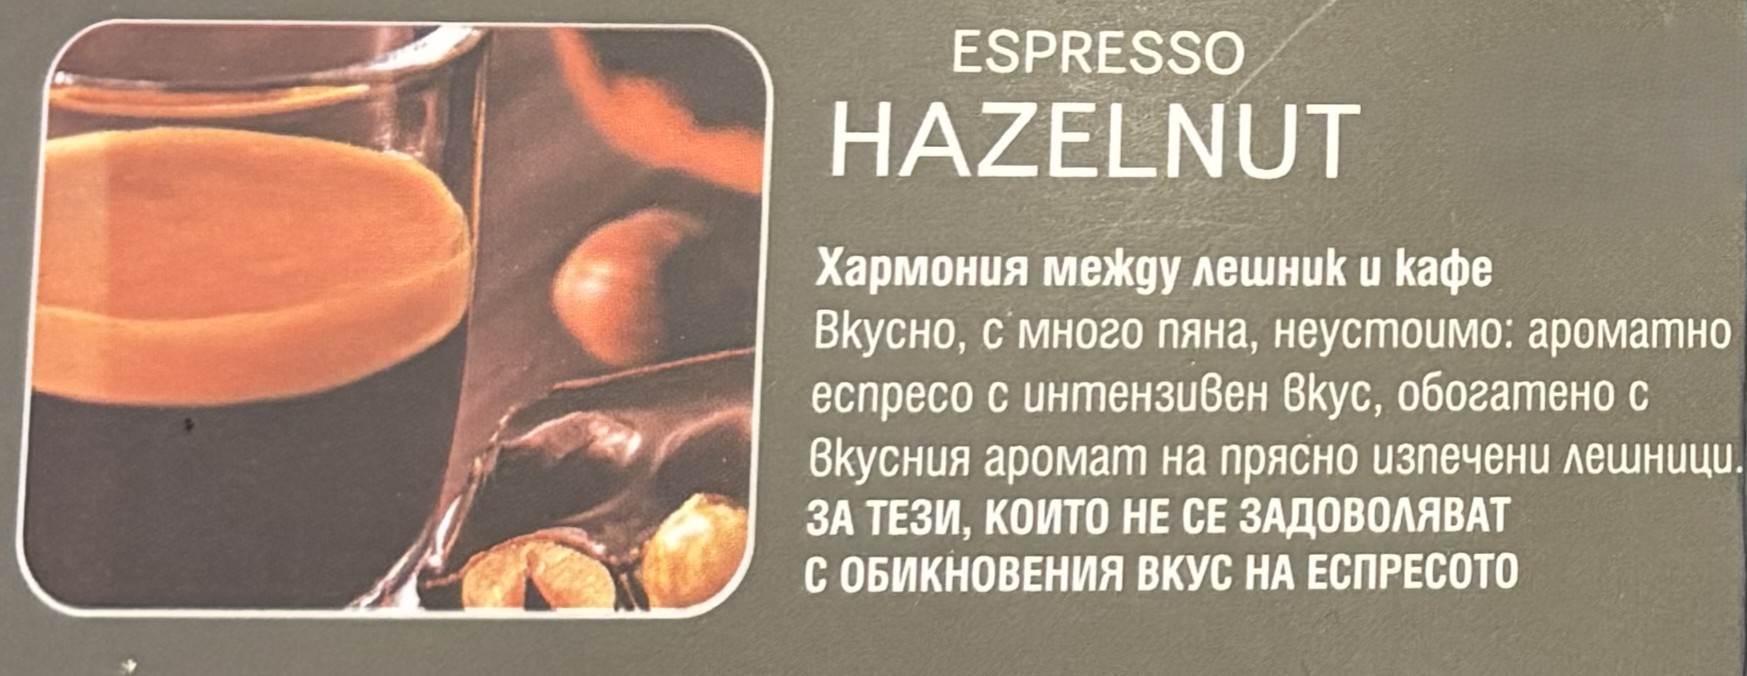 ESPRESSO
HAZELNUT
Хармония между лешник и кафе
Вкусно, с много пяна, неустоимо: ароматно
еспресо с интензивен вкус, обогатено с
вкусния аромат на прясно изпечени лешници.
ЗА ТЕЗИ, КОИТО НЕ СЕ ЗАДОВОЛЯВАТ
С ОБИКНОВЕНИЯ ВКУС НА ЕСПРЕСОТО